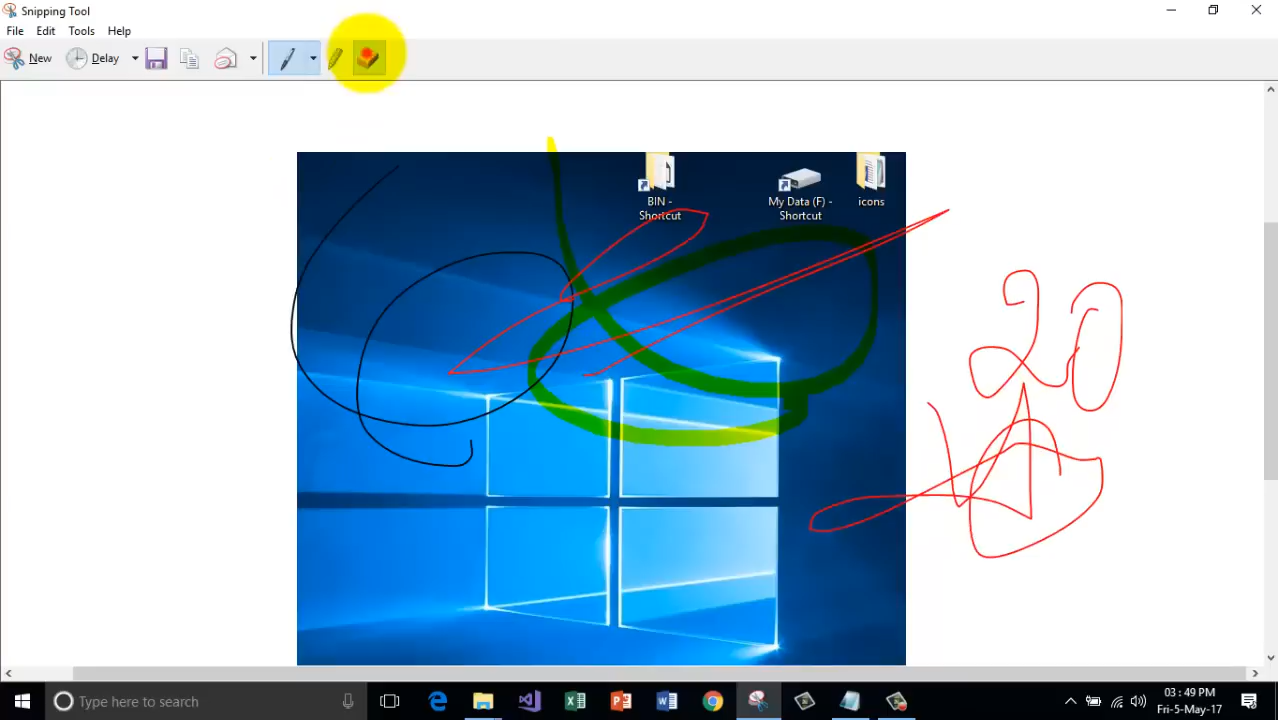 Snipping Tool
File Edit Tools Help
New Delay
BIN -
Shortcut
My Data (F) -
Shortcut
icons
20
Type here to search
03 : 49 PM
Fri-5-May-17